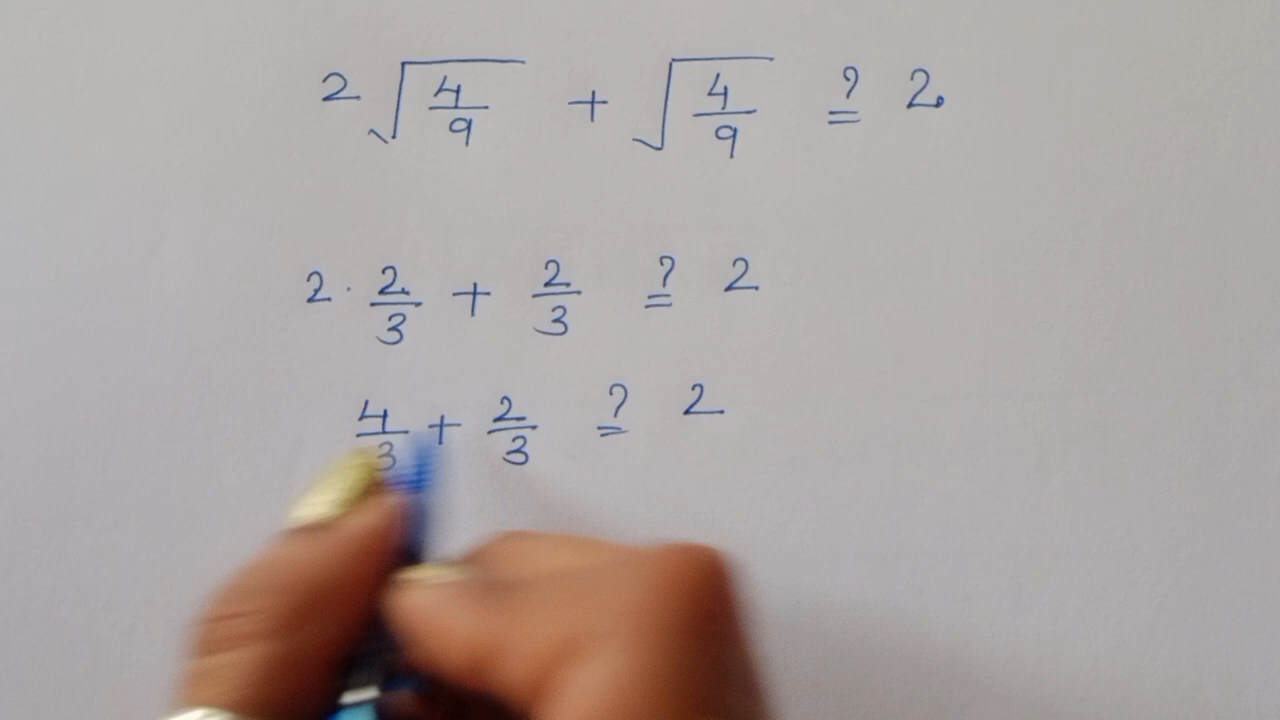 2 √(4/9) + √(4/9) ≟ 2
2 · 2/3 + 2/3 ≟ 2
4/3 + 2/3 ≟ 2